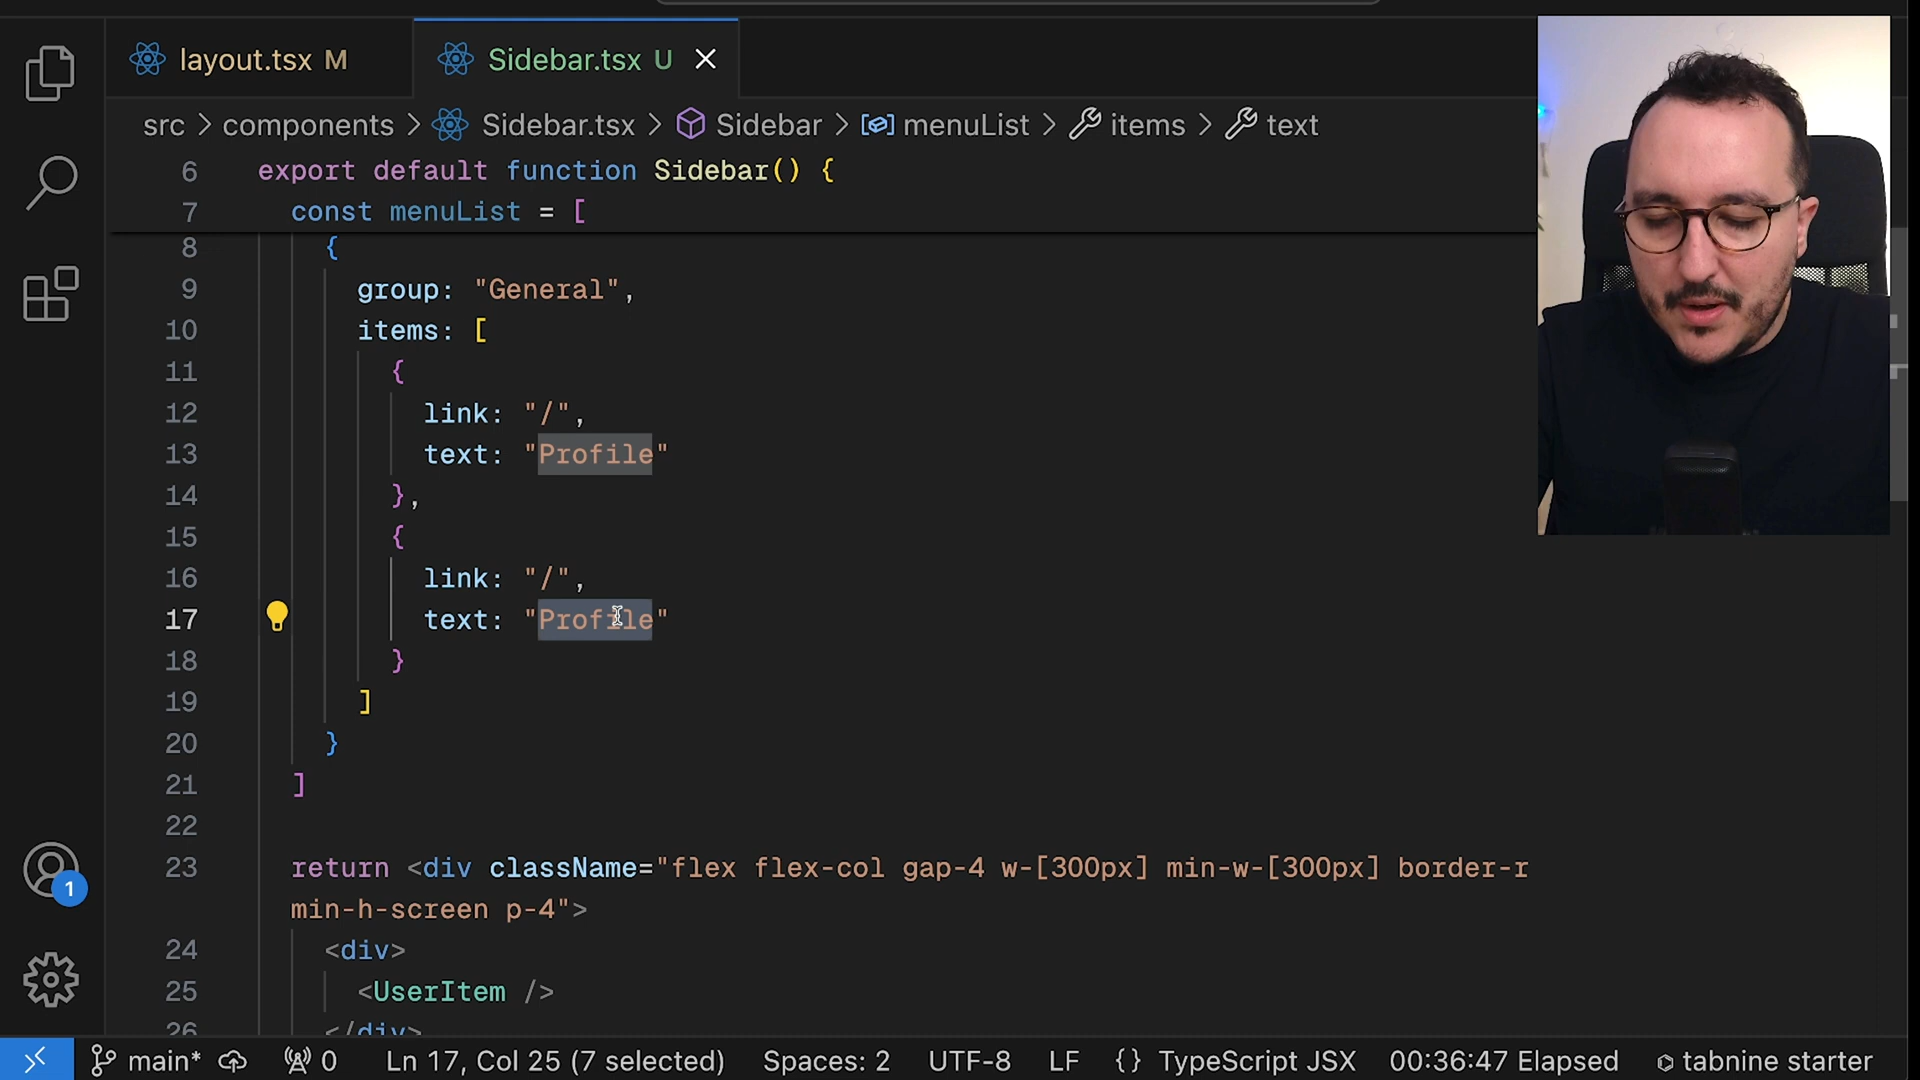 layout.tsx M
Sidebar.tsx U
src > components > Sidebar.tsx > Sidebar > menuList > items > text
6 export default function Sidebar() {
7 const menuList = [
8 {
9 group: "General",
10 items: [
11 {
12 link: "/",
13 text: "Profile"
14 },
15 {
16 link: "/",
17 text: "Profile"
18 }
19 ]
20 }
21 ]
22
23 return <div className="flex flex-col gap-4 w-[300px] min-w-[300px] border-r
min-h-screen p-4">
24 <div>
25 <UserItem />
26 </div>
1
main* 0 Ln 17, Col 25 (7 selected) Spaces: 2 UTF-8 LF {} TypeScript JSX 00:36:47 Elapsed tabnine starter